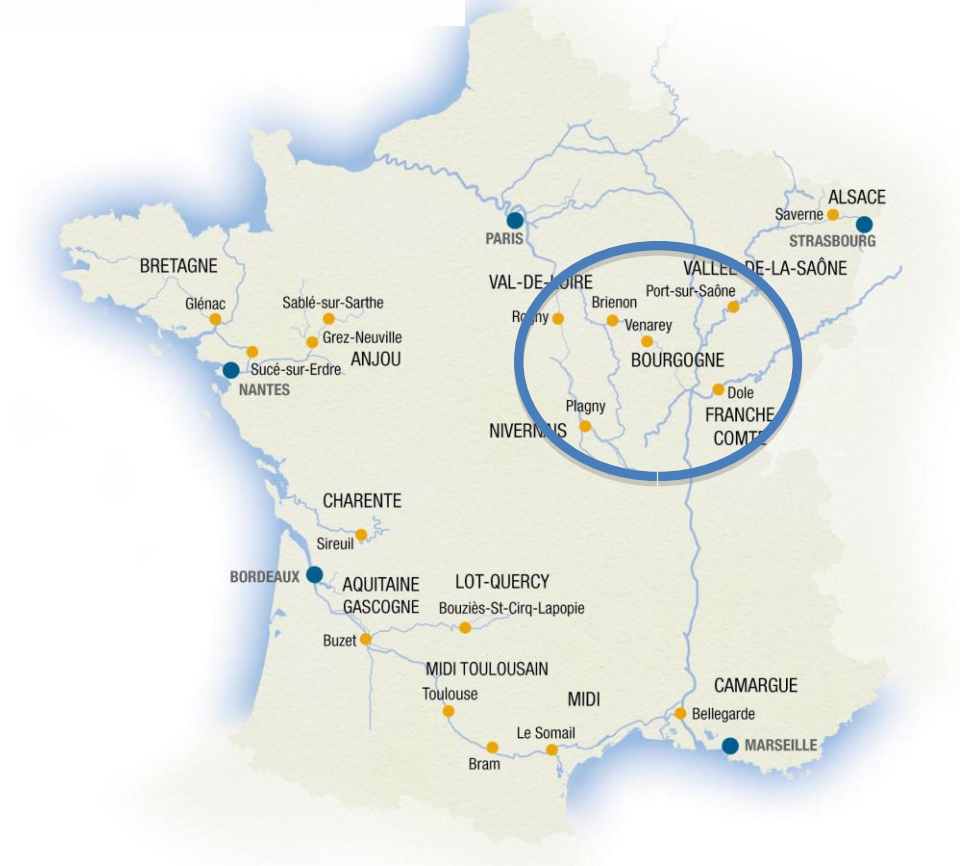 ALSACE
Saverne
STRASBOURG
PARIS
BRETAGNE
VALLEE-DE-LA-SAÔNE
VAL-DE-LOIRE
Port-sur-Saône
Glénac
Sablé-sur-Sarthe
Brienon
Rogny
Venarey
Grez-Neuville
ANJOU
BOURGOGNE
Sucé-sur-Erdre
NANTES
Dole
Plagny
FRANCHE
COMTE
NIVERNAIS
CHARENTE
Sireuil
BORDEAUX
AQUITAINE
GASCOGNE
LOT-QUERCY
Bouziès-St-Cirq-Lapopie
Buzet
MIDI TOULOUSAIN
Toulouse
MIDI
CAMARGUE
Bellegarde
Le Somail
MARSEILLE
Bram